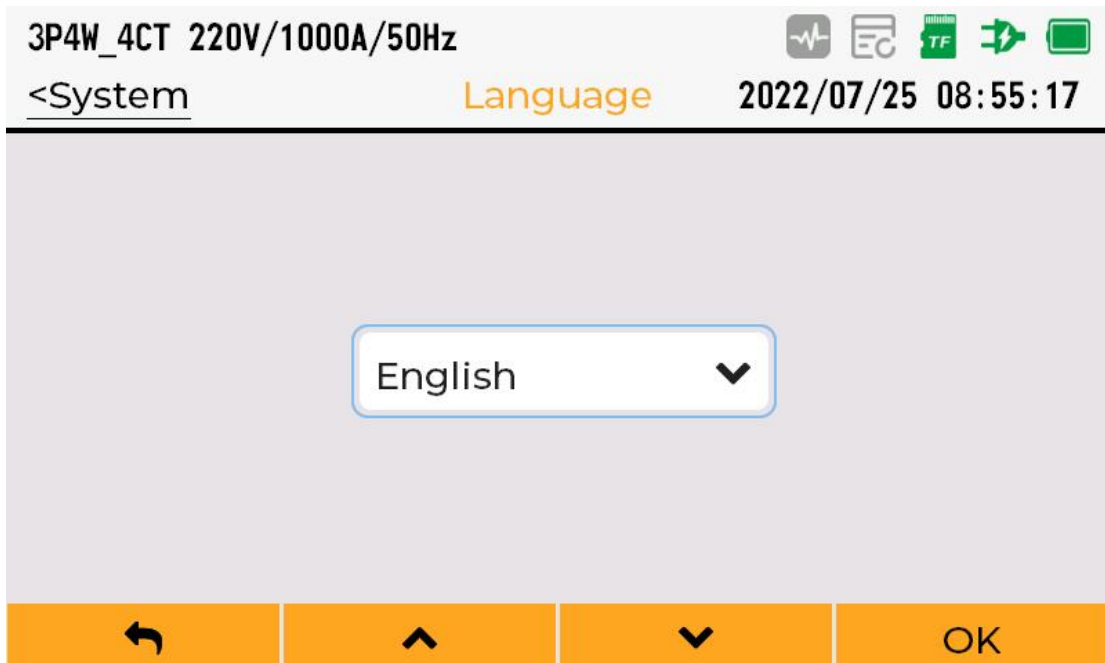 3P4W_4CT 220V/1000A/50Hz TF
<System Language 2022/07/25 08:55:17
English
OK